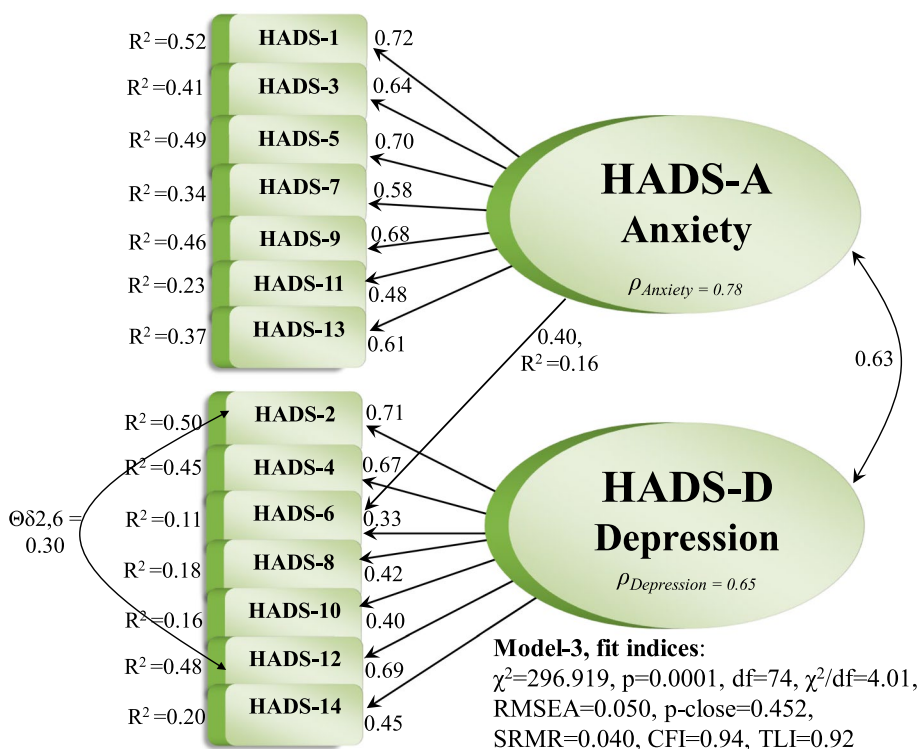 R²=0.52 HADS-1 0.72
R²=0.41 HADS-3 0.64
R²=0.49 HADS-5 0.70
R²=0.34 HADS-7 0.58
R²=0.46 HADS-9 0.68
R²=0.23 HADS-11 0.48
R²=0.37 HADS-13 0.61
HADS-A
Anxiety
ρAnxiety = 0.78
0.40,
R²=0.16
0.63
R²=0.50 HADS-2 0.71
R²=0.45 HADS-4 0.67
R²=0.11 HADS-6 0.33
R²=0.18 HADS-8 0.42
R²=0.16 HADS-10 0.40
R²=0.48 HADS-12 0.69
R²=0.20 HADS-14 0.45
Θδ2,6 =
0.30
HADS-D
Depression
ρDepression = 0.65
Model-3, fit indices:
χ²=296.919, p=0.0001, df=74, χ²/df=4.01,
RMSEA=0.050, p-close=0.452,
SRMR=0.040, CFI=0.94, TLI=0.92